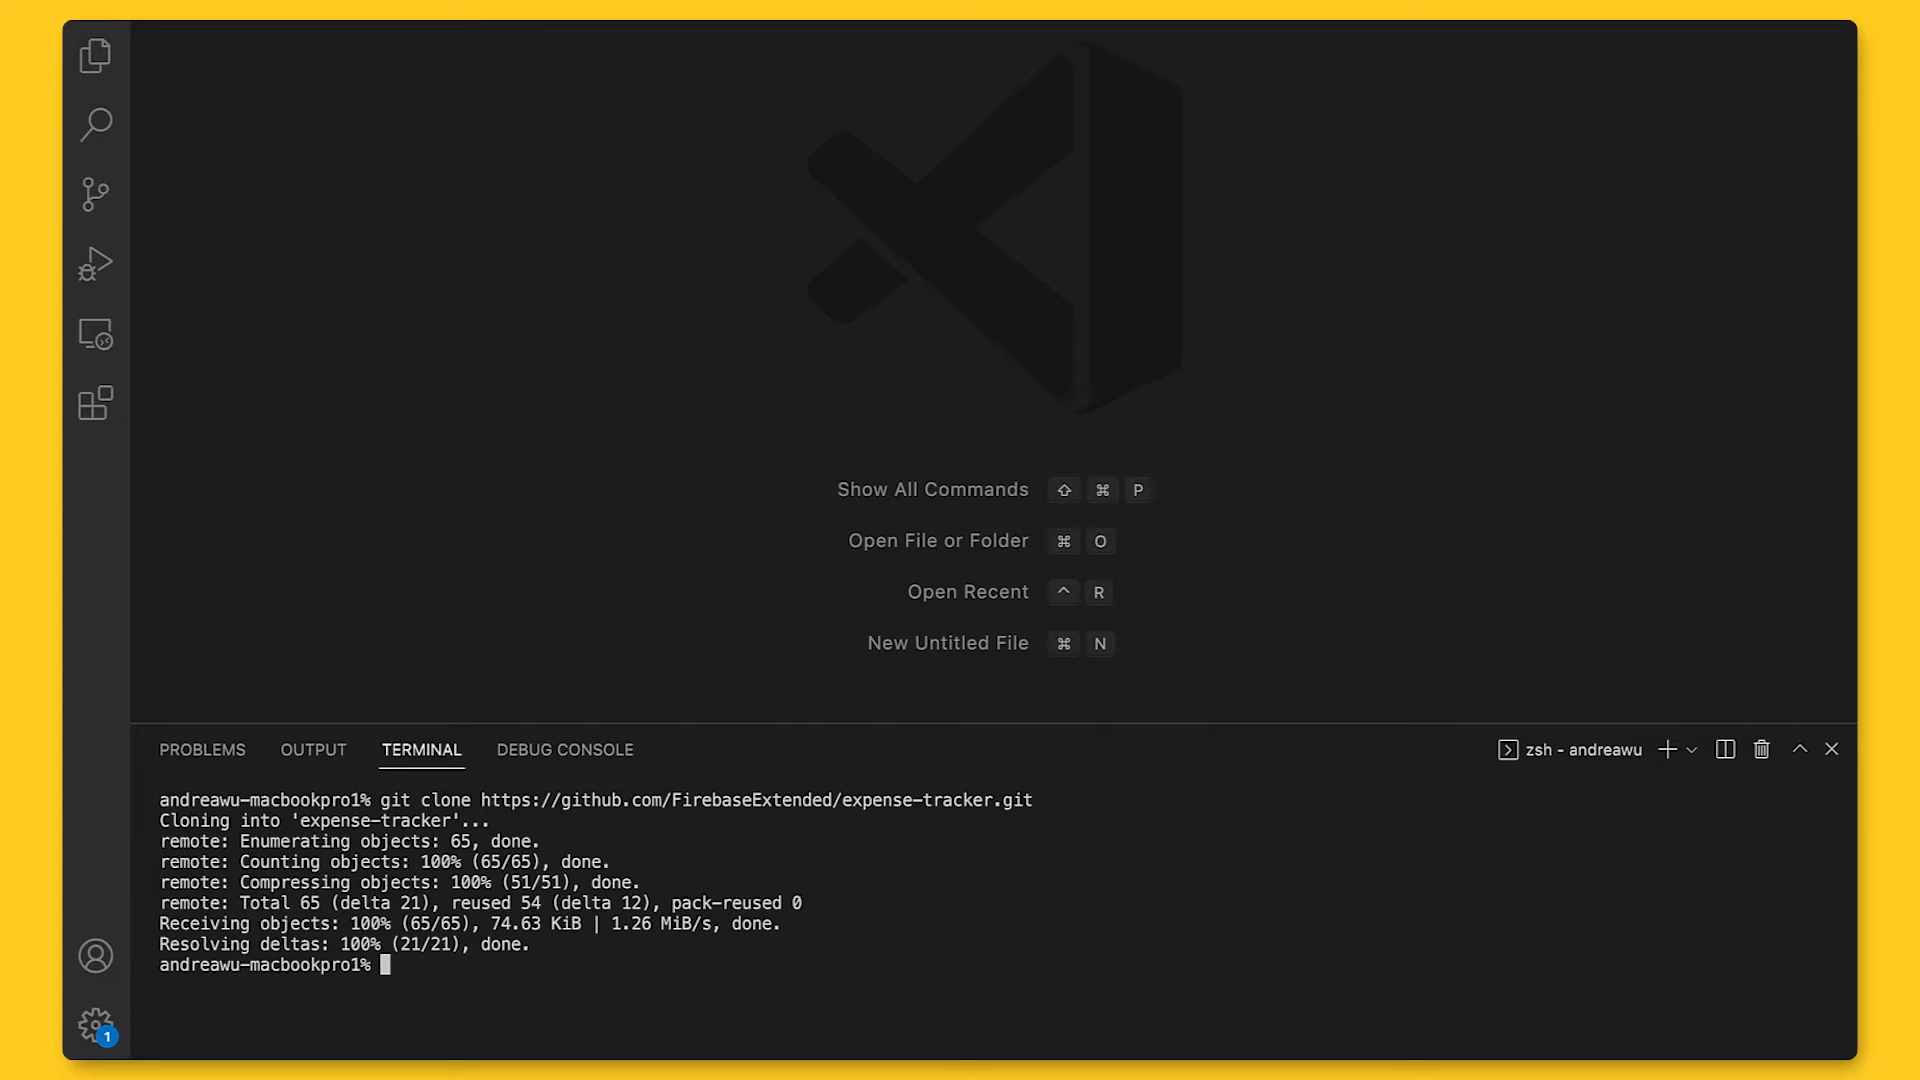 Show All Commands ⇧ ⌘ P
Open File or Folder ⌘ O
Open Recent ^ R
New Untitled File ⌘ N
PROBLEMS OUTPUT TERMINAL DEBUG CONSOLE zsh - andreawu
andreawu-macbookpro1% git clone https://github.com/FirebaseExtended/expense-tracker.git
Cloning into 'expense-tracker'...
remote: Enumerating objects: 65, done.
remote: Counting objects: 100% (65/65), done.
remote: Compressing objects: 100% (51/51), done.
remote: Total 65 (delta 21), reused 54 (delta 12), pack-reused 0
Receiving objects: 100% (65/65), 74.63 KiB | 1.26 MiB/s, done.
Resolving deltas: 100% (21/21), done.
andreawu-macbookpro1%
1